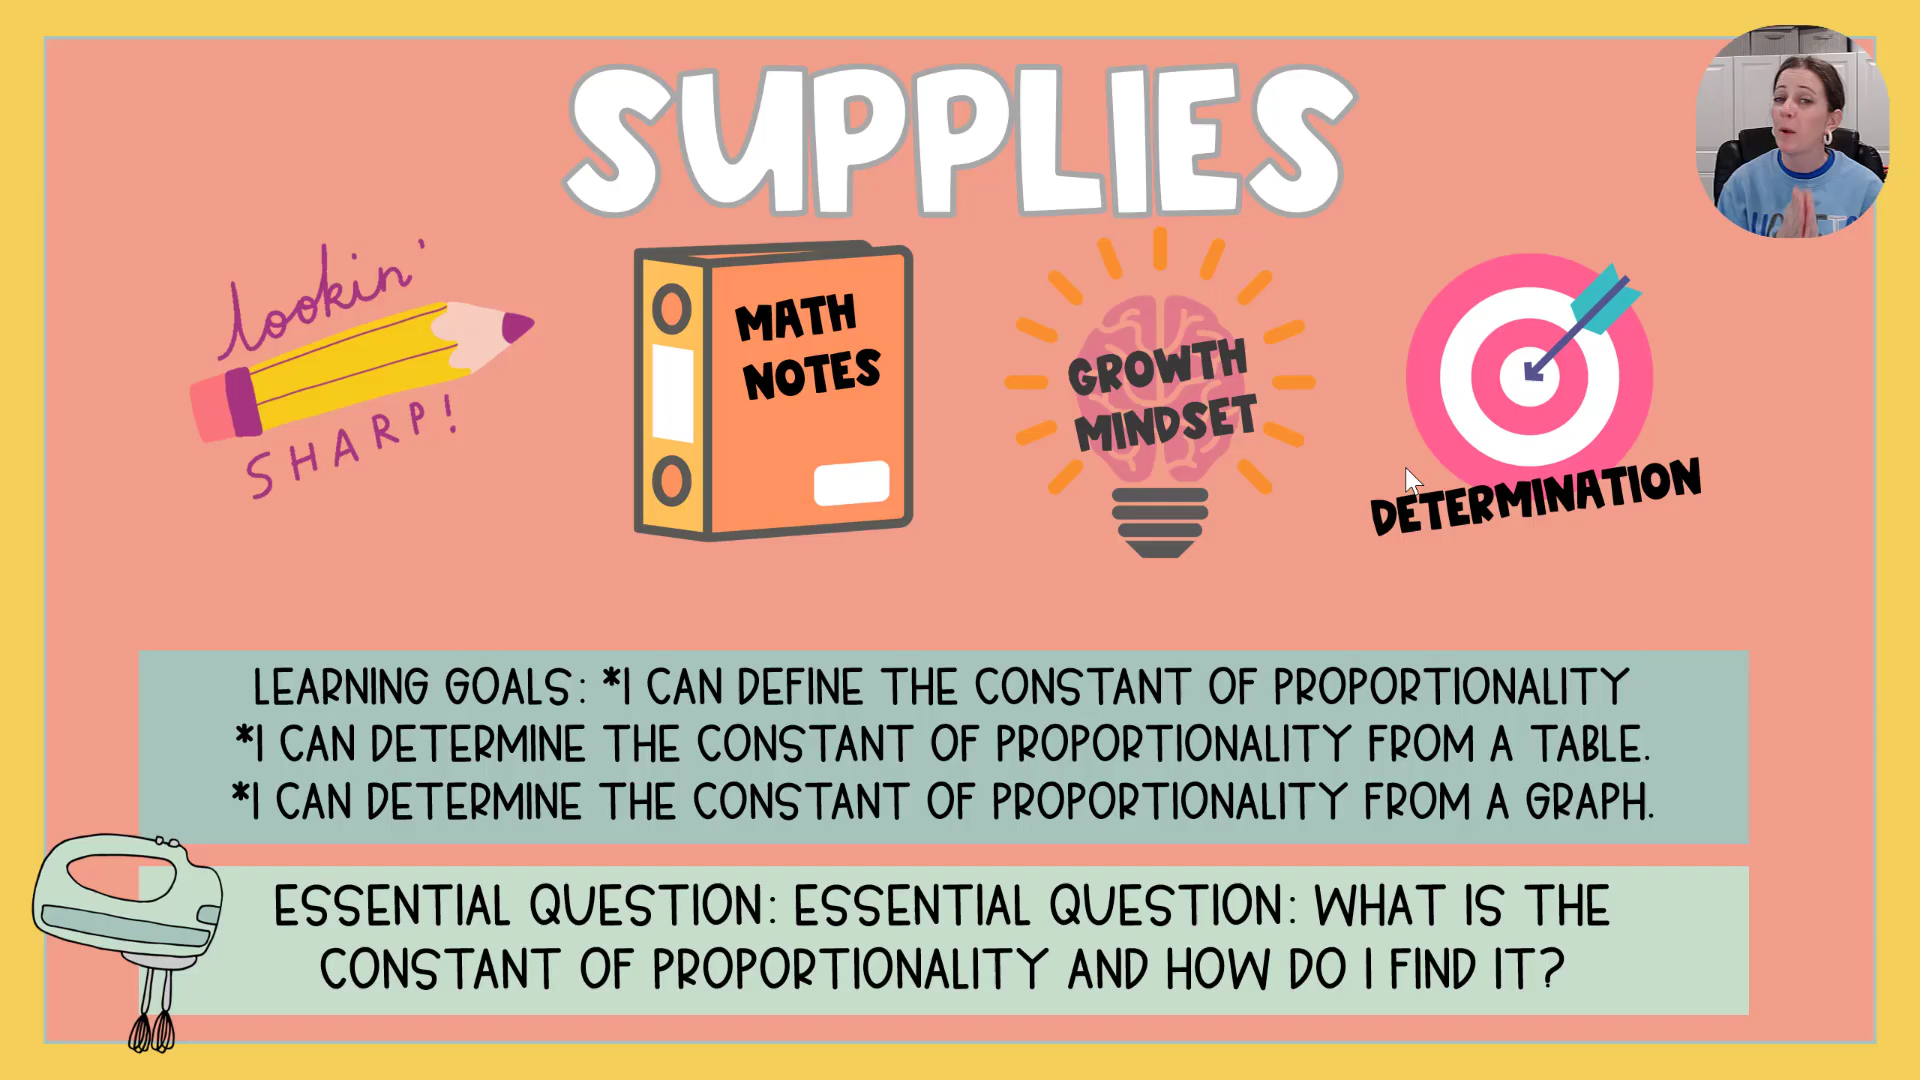 SUPPLIES
lookin'
SHARP!
MATH
NOTES
GROWTH
MINDSET
DETERMINATION
LEARNING GOALS: *I CAN DEFINE THE CONSTANT OF PROPORTIONALITY
*I CAN DETERMINE THE CONSTANT OF PROPORTIONALITY FROM A TABLE.
*I CAN DETERMINE THE CONSTANT OF PROPORTIONALITY FROM A GRAPH.
ESSENTIAL QUESTION: ESSENTIAL QUESTION: WHAT IS THE
CONSTANT OF PROPORTIONALITY AND HOW DO I FIND IT?